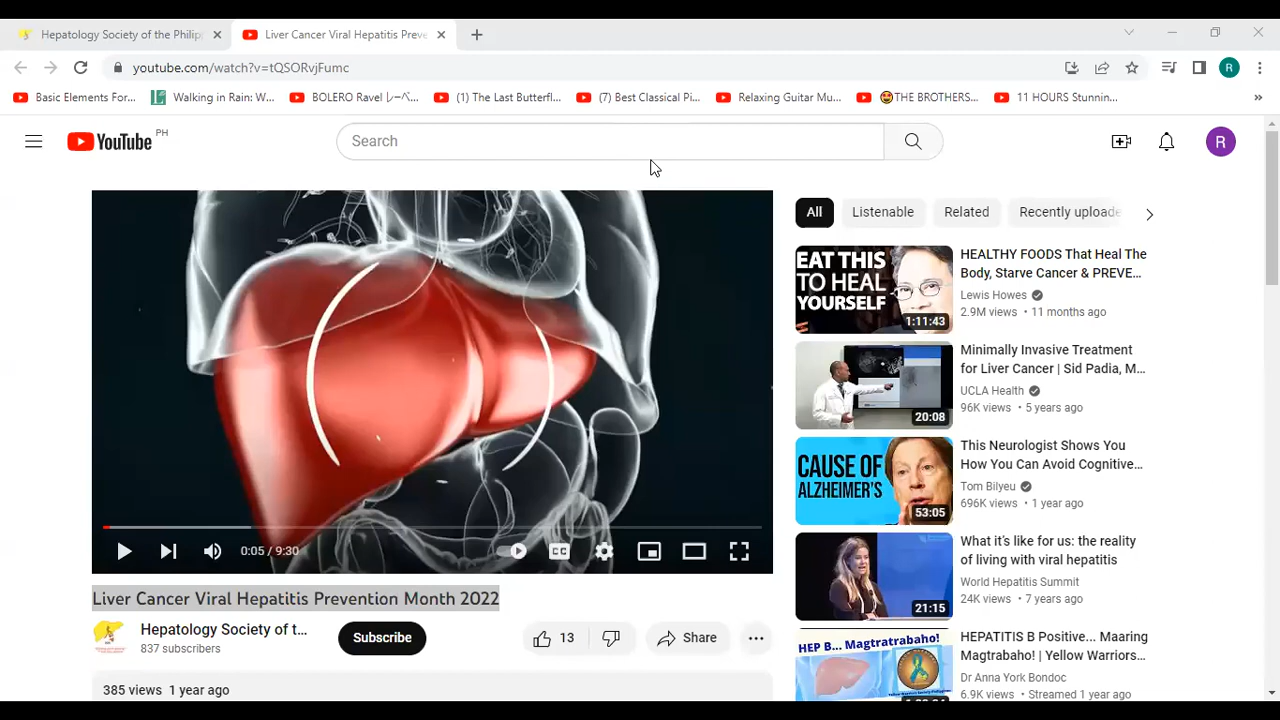 Hepatology Society of the Philip
Liver Cancer Viral Hepatitis Preve
youtube.com/watch?v=tQSORvjFumc
R
Basic Elements For...
Walking in Rain: W...
BOLERO Ravel レーベ...
(1) The Last Butterfl...
(7) Best Classical Pi...
Relaxing Guitar Mu...
THE BROTHERS...
11 HOURS Stunnin...
YouTube PH
Search
R
All
Listenable
Related
Recently uploade
EAT THIS
TO HEAL
YOURSELF
1:11:43
HEALTHY FOODS That Heal The
Body, Starve Cancer & PREVE...
Lewis Howes
2.9M views • 11 months ago
20:08
Minimally Invasive Treatment
for Liver Cancer | Sid Padia, M...
UCLA Health
96K views • 5 years ago
CAUSE OF
ALZHEIMER'S
53:05
This Neurologist Shows You
How You Can Avoid Cognitive...
Tom Bilyeu
696K views • 1 year ago
21:15
What it's like for us: the reality
of living with viral hepatitis
World Hepatitis Summit
24K views • 7 years ago
HEP B... Magtratrabaho!
HEPATITIS B Positive... Maaring
Magtrabaho! | Yellow Warriors...
Dr Anna York Bondoc
6.9K views • Streamed 1 year ago
0:05 / 9:30
CC
Liver Cancer Viral Hepatitis Prevention Month 2022
Hepatology Society of t...
837 subscribers
Subscribe
13
Share
385 views 1 year ago